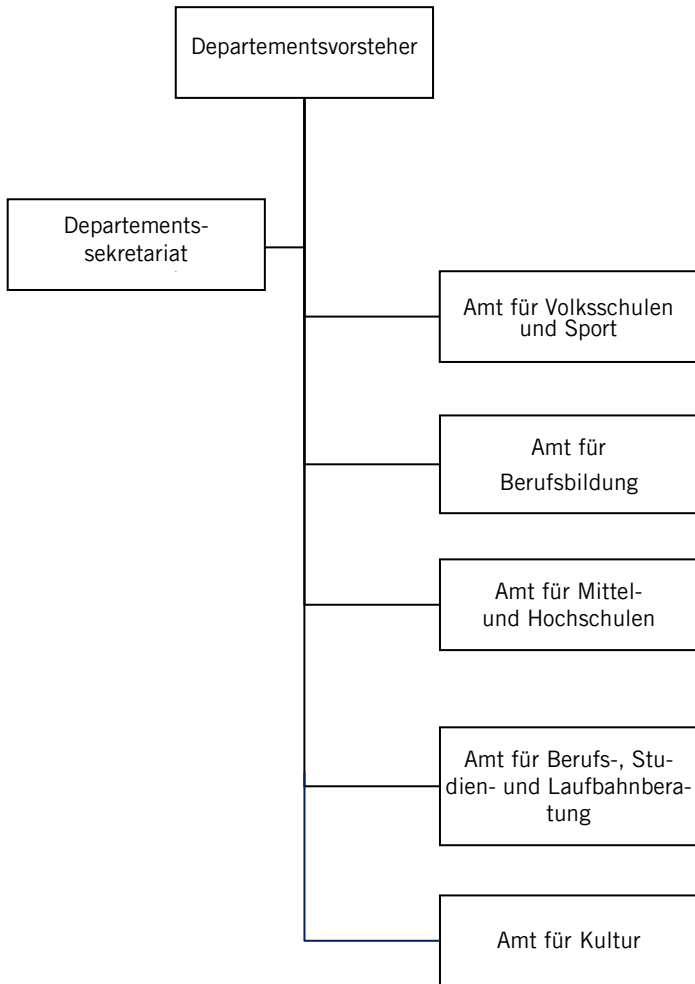 Departementsvorsteher
Departements-
sekretariat
Amt für Volksschulen
und Sport
Amt für
Berufsbildung
Amt für Mittel-
und Hochschulen
Amt für Berufs-, Stu-
dien- und Laufbahnbera-
tung
Amt für Kultur